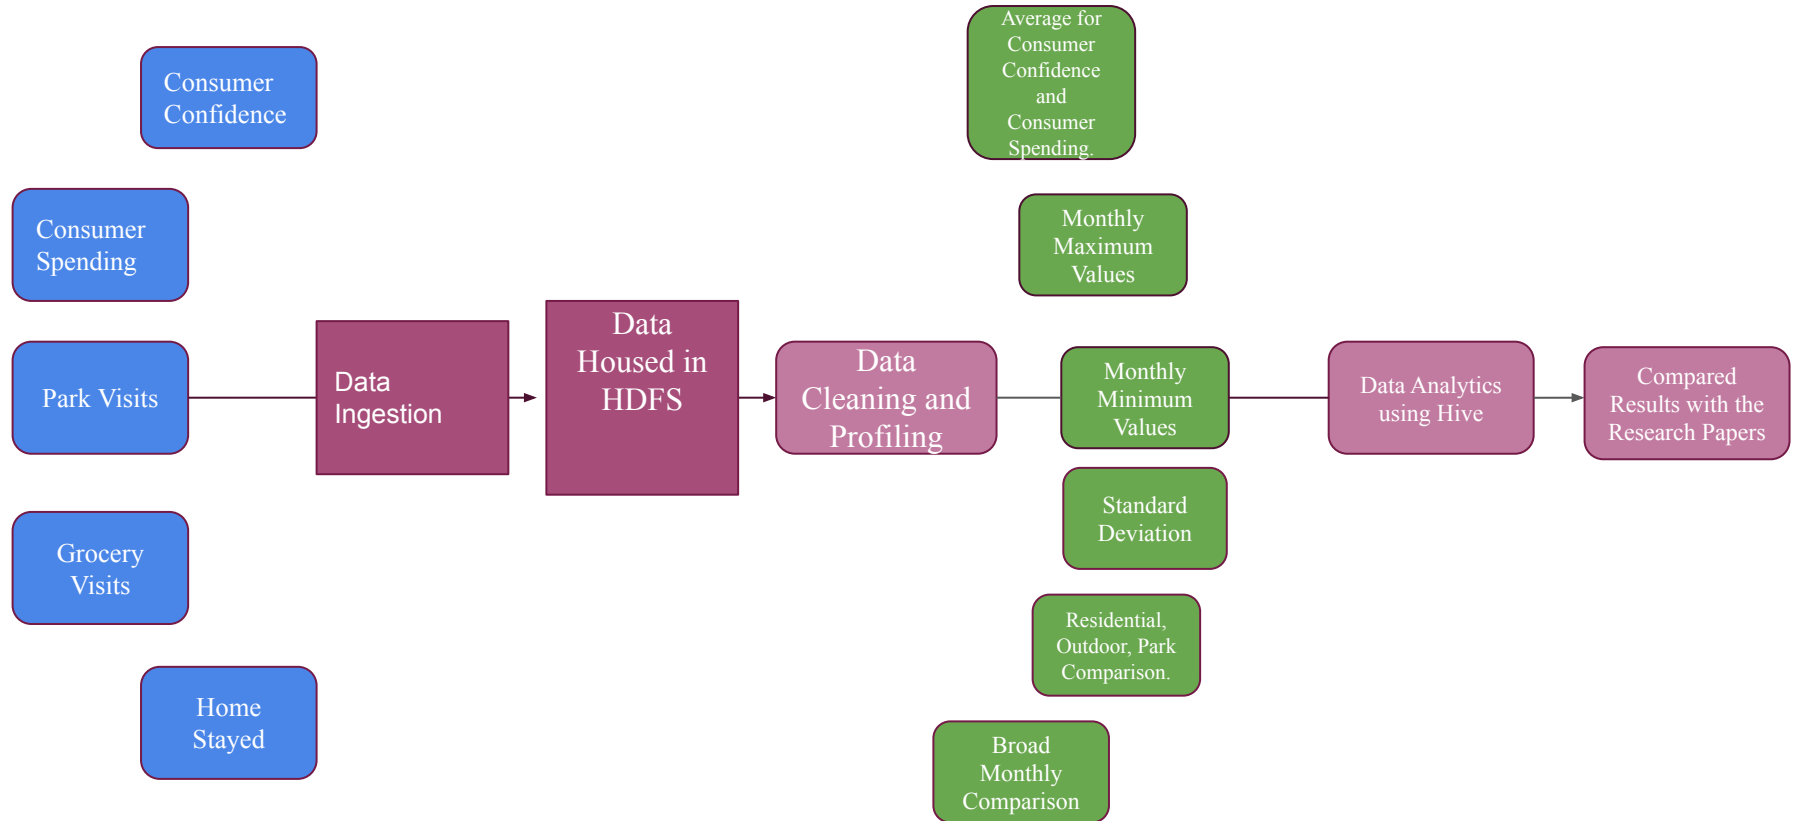 Consumer
Confidence
Consumer
Spending
Park Visits
Grocery
Visits
Home
Stayed
Data
Ingestion
Data
Housed in
HDFS
Data
Cleaning and
Profiling
Average for
Consumer
Confidence
and
Consumer
Spending.
Monthly
Maximum
Values
Monthly
Minimum
Values
Standard
Deviation
Residential,
Outdoor, Park
Comparison.
Broad
Monthly
Comparison
Data Analytics
using Hive
Compared
Results with the
Research Papers